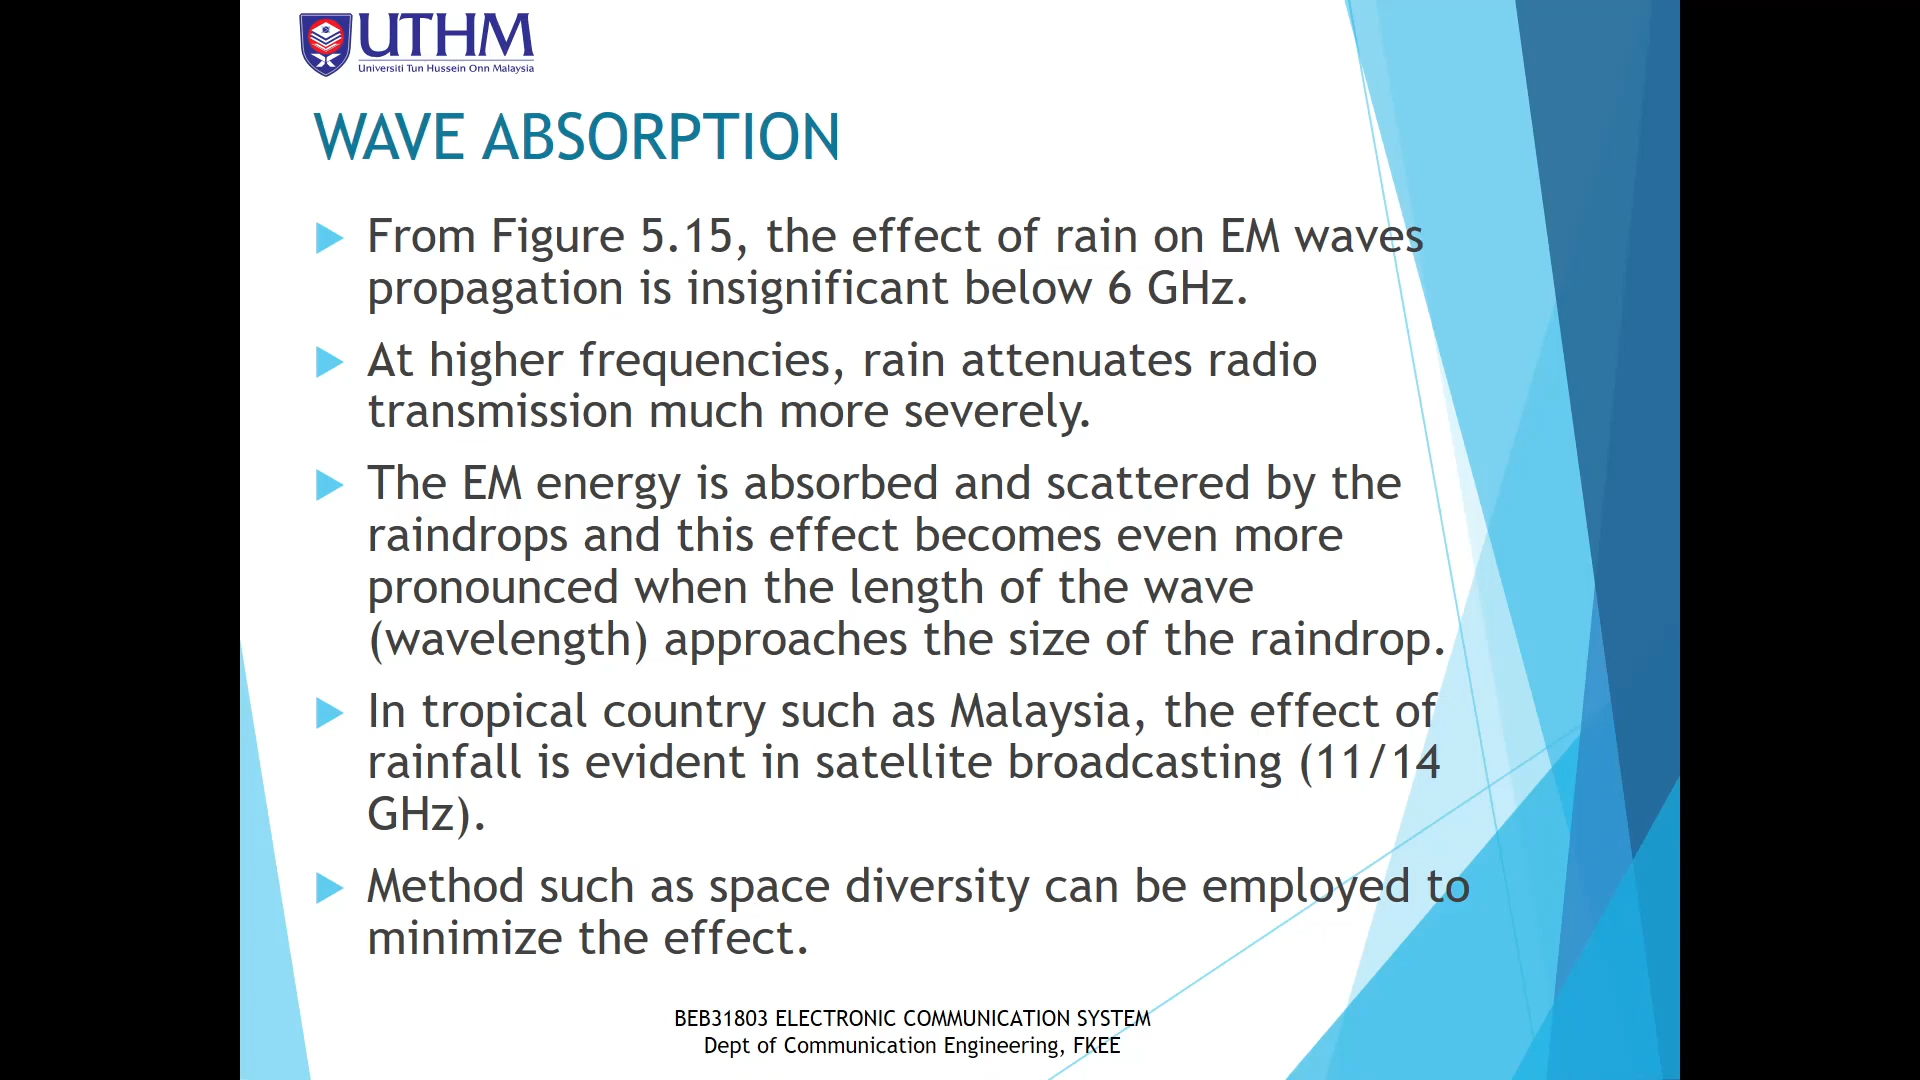 UTHM
Universiti Tun Hussein Onn Malaysia
WAVE ABSORPTION
From Figure 5.15, the effect of rain on EM waves
propagation is insignificant below 6 GHz.
At higher frequencies, rain attenuates radio
transmission much more severely.
The EM energy is absorbed and scattered by the
raindrops and this effect becomes even more
pronounced when the length of the wave
(wavelength) approaches the size of the raindrop.
In tropical country such as Malaysia, the effect of
rainfall is evident in satellite broadcasting (11/14
GHz).
Method such as space diversity can be employed to
minimize the effect.
BEB31803 ELECTRONIC COMMUNICATION SYSTEM
Dept of Communication Engineering, FKEE